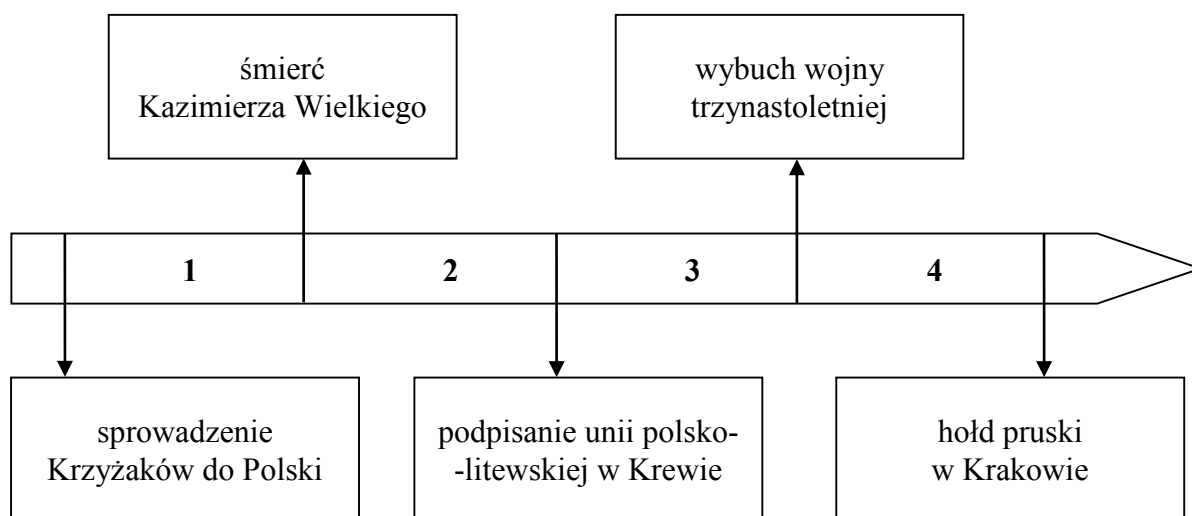 śmierć
Kazimierza Wielkiego
wybuch wojny
trzynastoletniej
1
2
3
4
sprowadzenie
Krzyżaków do Polski
podpisanie unii polsko-
-litewskiej w Krewie
hołd pruski
w Krakowie